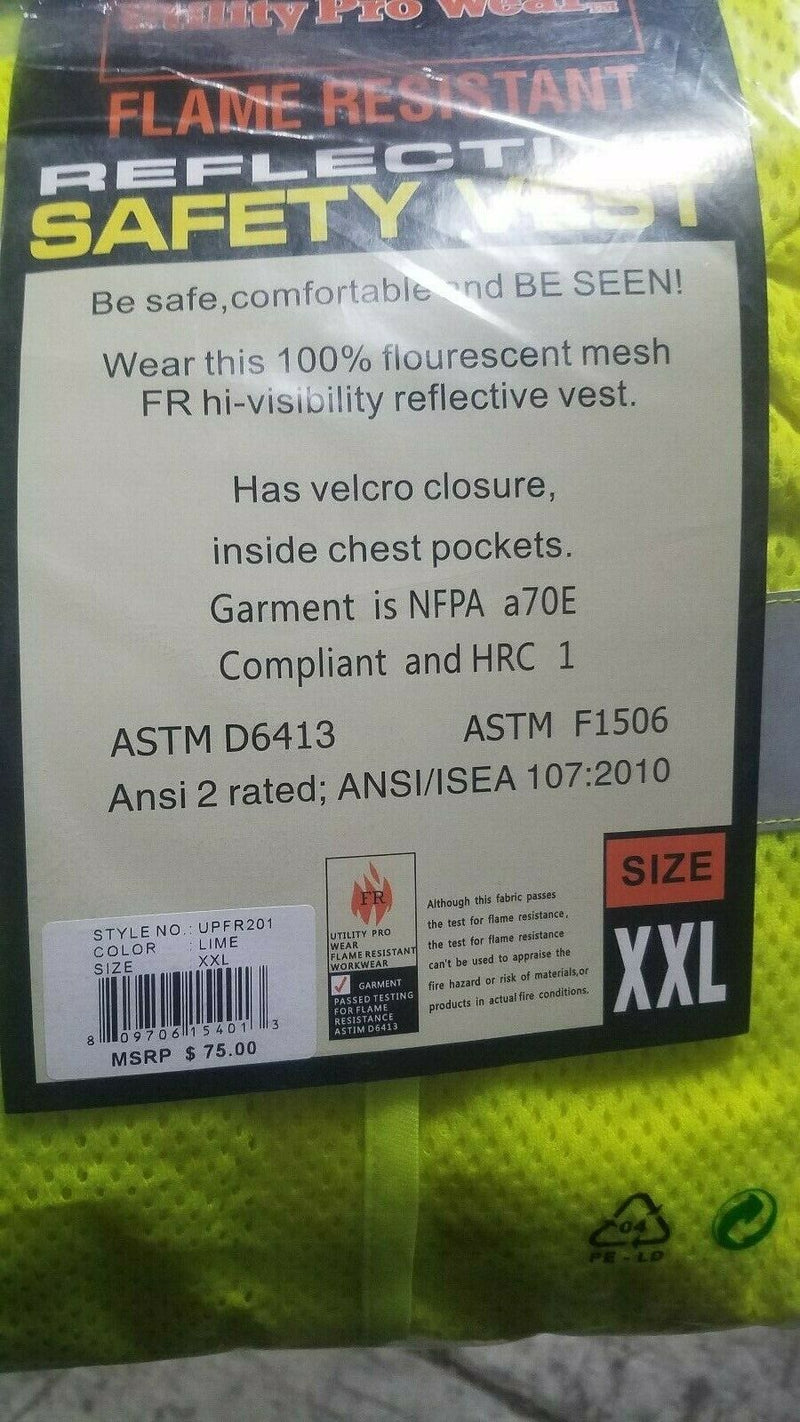 Utility Pro Wear™
FLAME RESISTANT
REFLECTI
SAFETY VEST
Be safe,comfortable and BE SEEN!
Wear this 100% flourescent mesh
FR hi-visibility reflective vest.
Has velcro closure,
inside chest pockets.
Garment is NFPA a70E
Compliant and HRC 1
ASTM D6413 ASTM F1506
Ansi 2 rated; ANSI/ISEA 107:2010
STYLE NO.: UPFR201
COLOR : LIME
SIZE XXL
8 09706 15401 3
MSRP $ 75.00
FR
UTILITY PRO
WEAR
FLAME RESISTANT
WORKWEAR
GARMENT
PASSED TESTING
FOR FLAME
RESISTANCE
ASTIM D6413
Although this fabric passes
the test for flame resistance,
the test for flame resistance
can't be used to appraise the
fire hazard or risk of materials,or
products in actual fire conditions.
SIZE
XXL
04
PE-LD